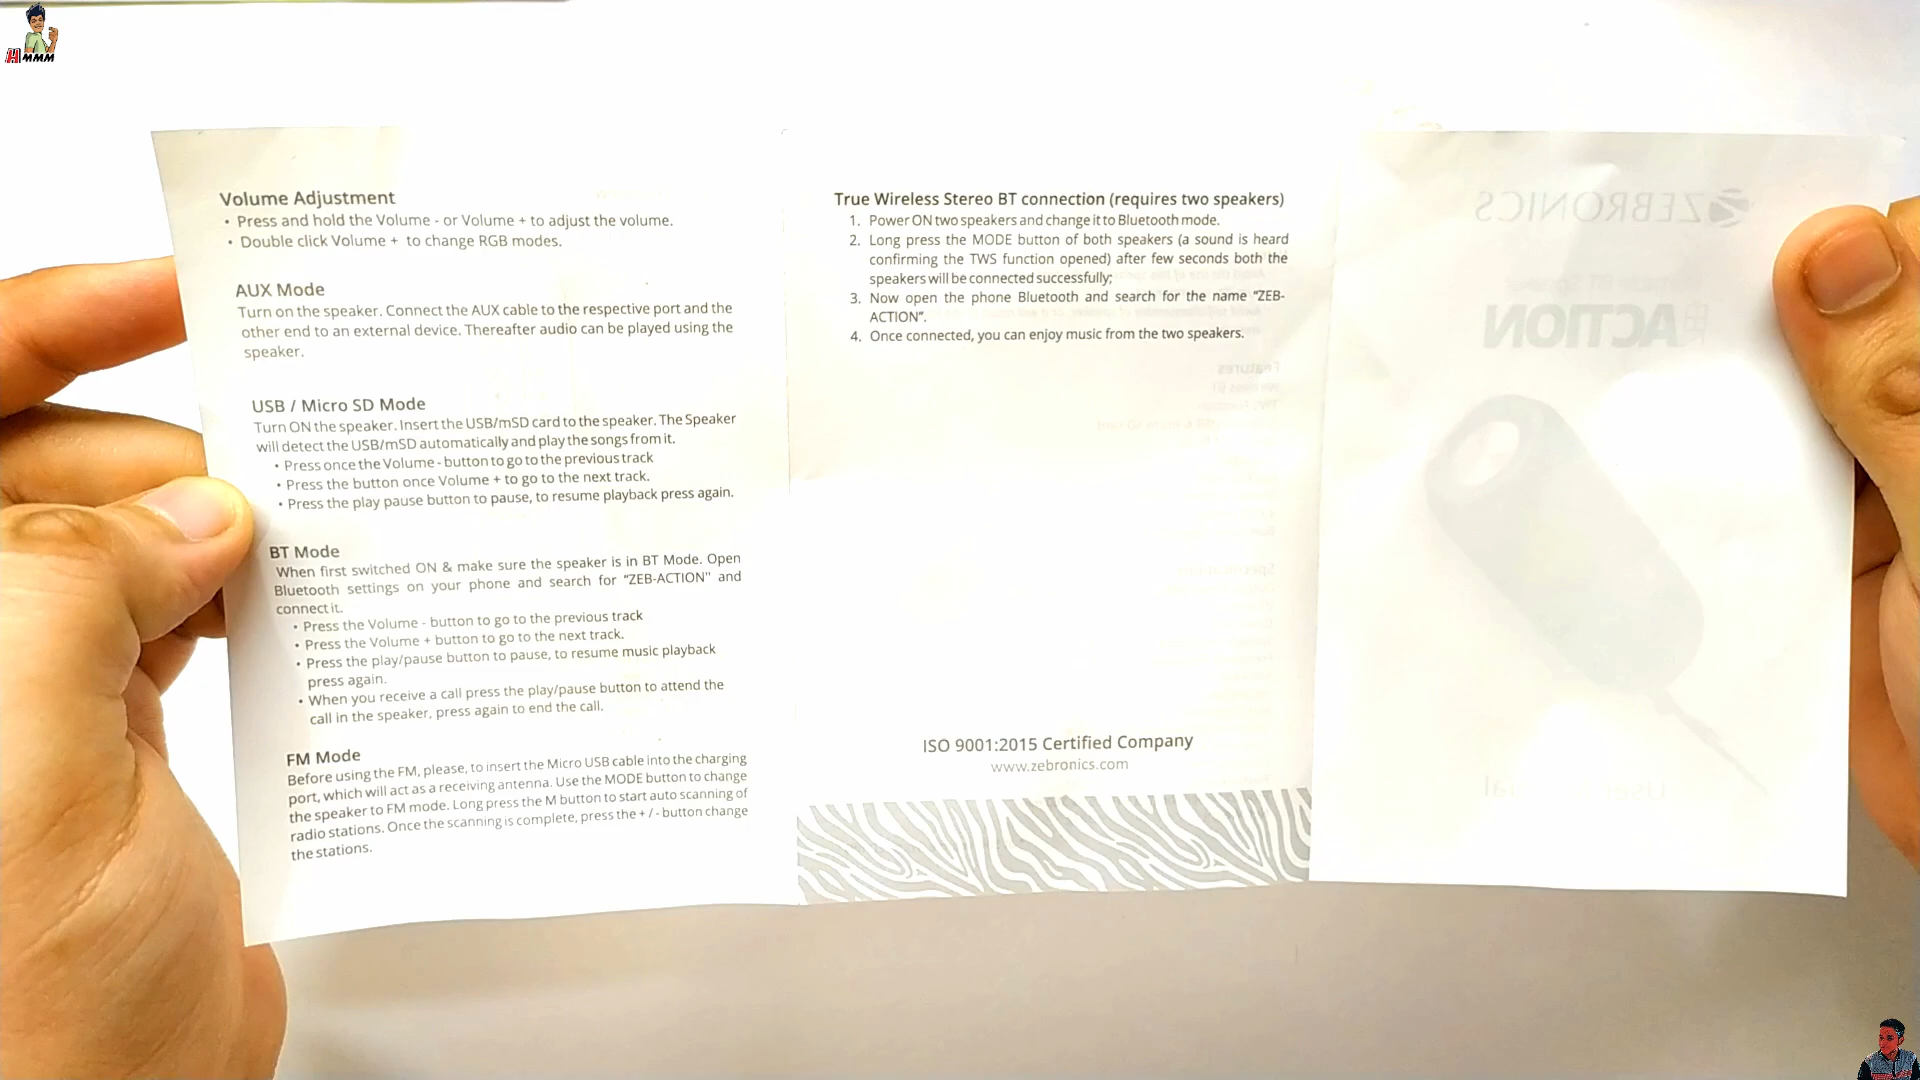 HMMM
Volume Adjustment
• Press and hold the Volume - or Volume + to adjust the volume.
• Double click Volume + to change RGB modes.
AUX Mode
Turn on the speaker. Connect the AUX cable to the respective port and the
other end to an external device. Thereafter audio can be played using the
speaker.
USB / Micro SD Mode
Turn ON the speaker. Insert the USB/mSD card to the speaker. The Speaker
will detect the USB/mSD automatically and play the songs from it.
• Press once the Volume - button to go to the previous track
• Press the button once Volume + to go to the next track.
• Press the play pause button to pause, to resume playback press again.
BT Mode
When first switched ON & make sure the speaker is in BT Mode. Open
Bluetooth settings on your phone and search for “ZEB-ACTION" and
connect it.
• Press the Volume - button to go to the previous track
• Press the Volume + button to go to the next track.
• Press the play/pause button to pause, to resume music playback
press again.
• When you receive a call press the play/pause button to attend the
call in the speaker, press again to end the call.
FM Mode
Before using the FM, please, to insert the Micro USB cable into the charging
port, which will act as a receiving antenna. Use the MODE button to change
the speaker to FM mode. Long press the M button to start auto scanning of
radio stations. Once the scanning is complete, press the + / - button change
the stations.
True Wireless Stereo BT connection (requires two speakers)
1. Power ON two speakers and change it to Bluetooth mode.
2. Long press the MODE button of both speakers (a sound is heard
confirming the TWS function opened) after few seconds both the
speakers will be connected successfully;
3. Now open the phone Bluetooth and search for the name “ZEB-
ACTION”.
4. Once connected, you can enjoy music from the two speakers.
ISO 9001:2015 Certified Company
www.zebronics.com
ZEBRONICS
ACTION